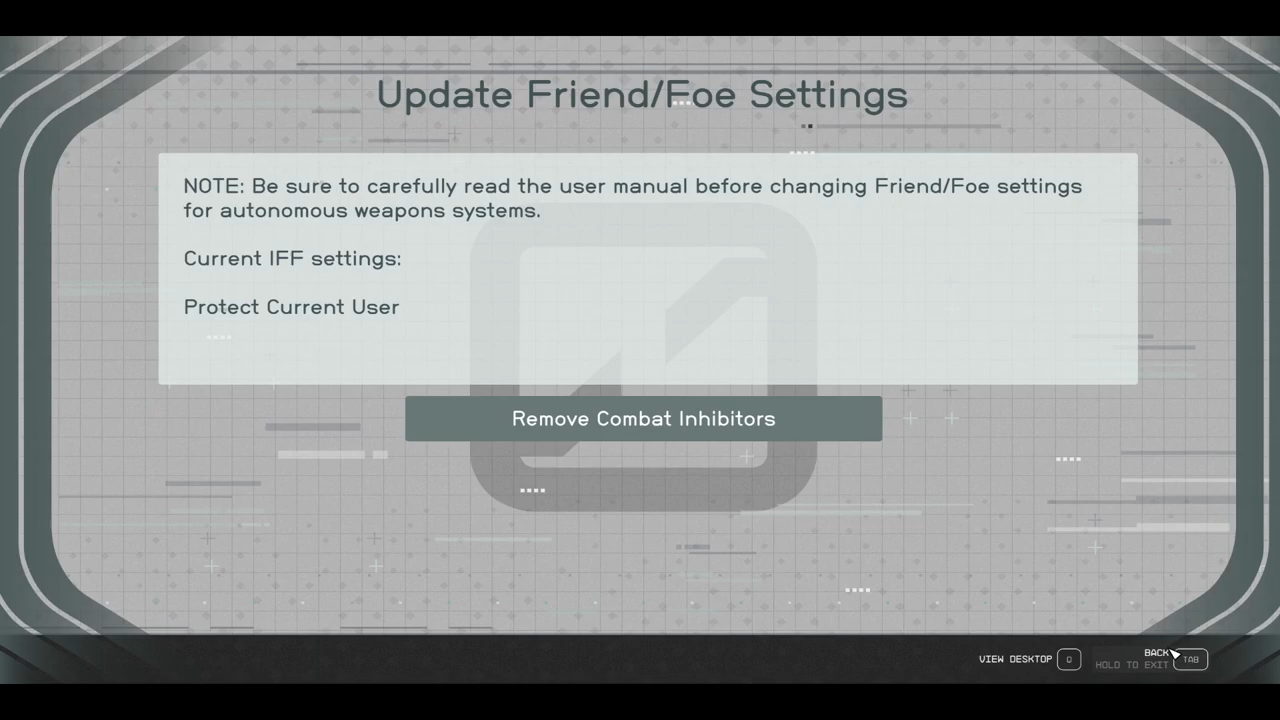 Update Friend/Foe Settings
NOTE: Be sure to carefully read the user manual before changing Friend/Foe settings
for autonomous weapons systems.
Current IFF settings:
Protect Current User
Remove Combat Inhibitors
VIEW DESKTOP Q
BACK
HOLD TO EXIT TAB